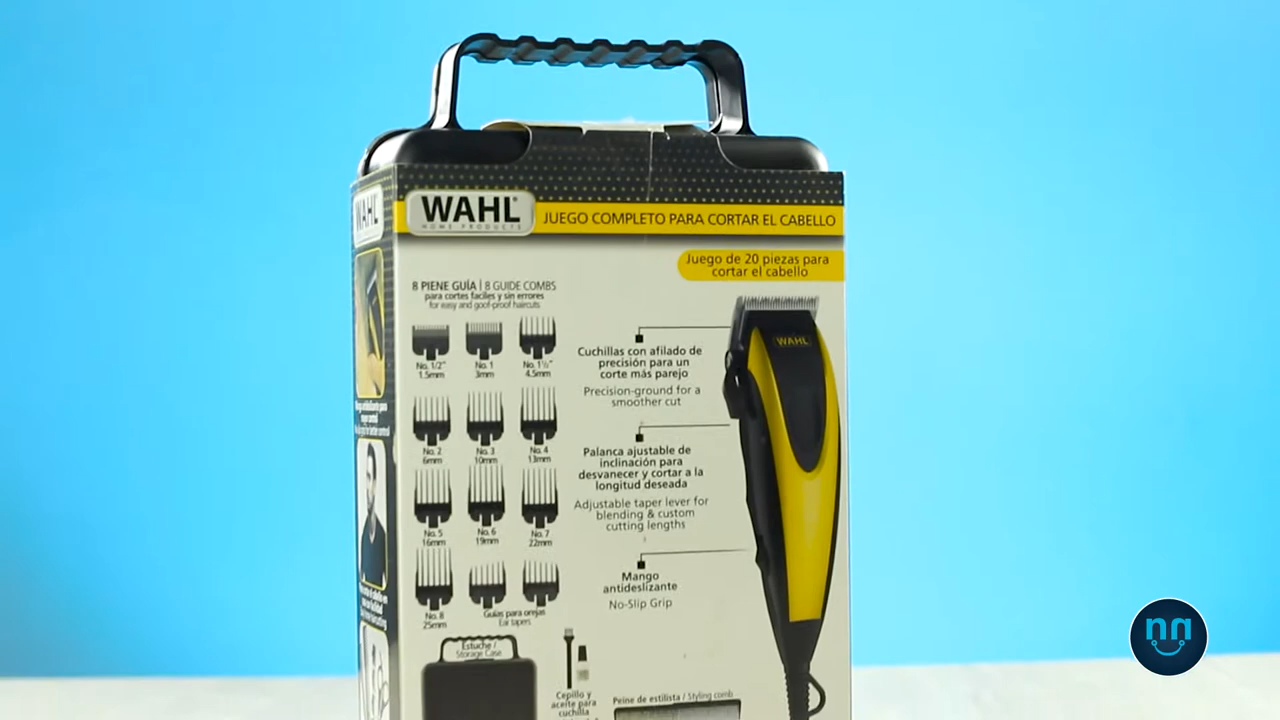 WAHL®
HOME PRODUCTS
JUEGO COMPLETO PARA CORTAR EL CABELLO
Juego de 20 piezas para
cortar el cabello
WAHL
8 PIENE GUÍA | 8 GUIDE COMBS
para cortes faciles y sin errores
for easy and goof-proof haircuts
No. 1/2"
1.5mm
No. 1
3mm
No. 1½"
4.5mm
No. 2
6mm
No. 3
10mm
No. 4
13mm
No. 5
16mm
No. 6
19mm
No. 7
22mm
No. 8
25mm
Guías para orejas
Ear tapers
Estuche /
Storage Case
Cepillo y
aceite para
cuchilla
Peine de estilista / Styling comb
Cuchillas con afilado de
precisión para un
corte más parejo
Precision-ground for a
smoother cut
Palanca ajustable de
inclinación para
desvanecer y cortar a la
longitud deseada
Adjustable taper lever for
blending & custom
cutting lengths
Mango
antideslizante
No-Slip Grip
WAHL
nn